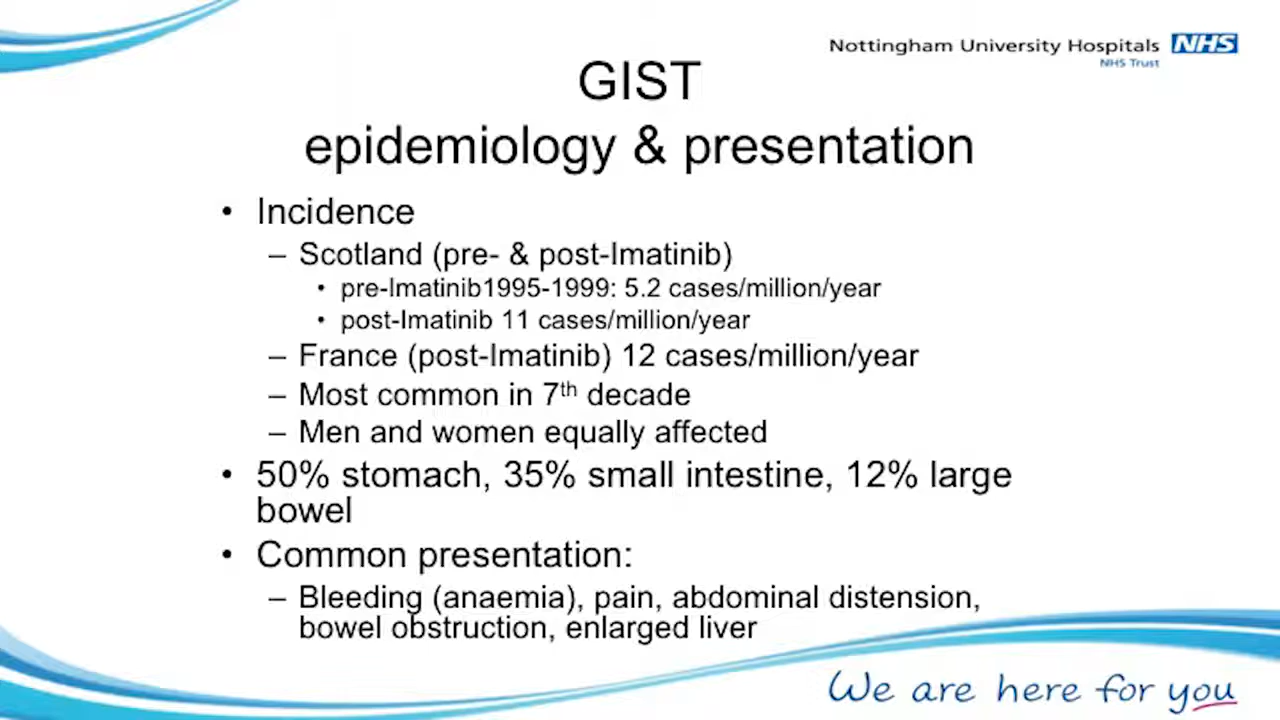 Nottingham University Hospitals NHS
NHS Trust
GIST
epidemiology & presentation
• Incidence
– Scotland (pre- & post-Imatinib)
• pre-Imatinib1995-1999: 5.2 cases/million/year
• post-Imatinib 11 cases/million/year
– France (post-Imatinib) 12 cases/million/year
– Most common in 7th decade
– Men and women equally affected
• 50% stomach, 35% small intestine, 12% large
bowel
• Common presentation:
– Bleeding (anaemia), pain, abdominal distension,
bowel obstruction, enlarged liver
We are here for you